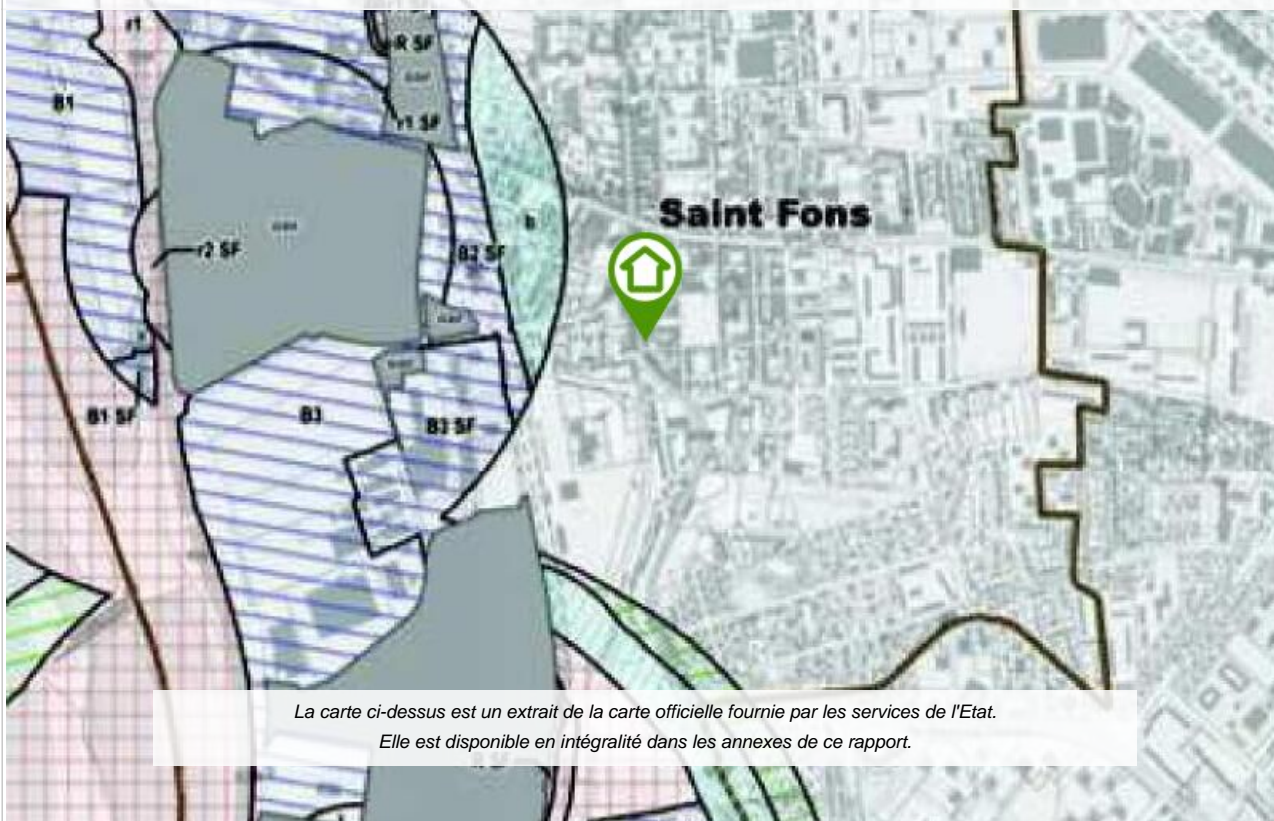 r1
R SF
B1
r1 SF
Saint Fons
b
r2 SF
B2 SF
B1 SF
B3
B3 SF
La carte ci-dessus est un extrait de la carte officielle fournie par les services de l'Etat.
Elle est disponible en intégralité dans les annexes de ce rapport.